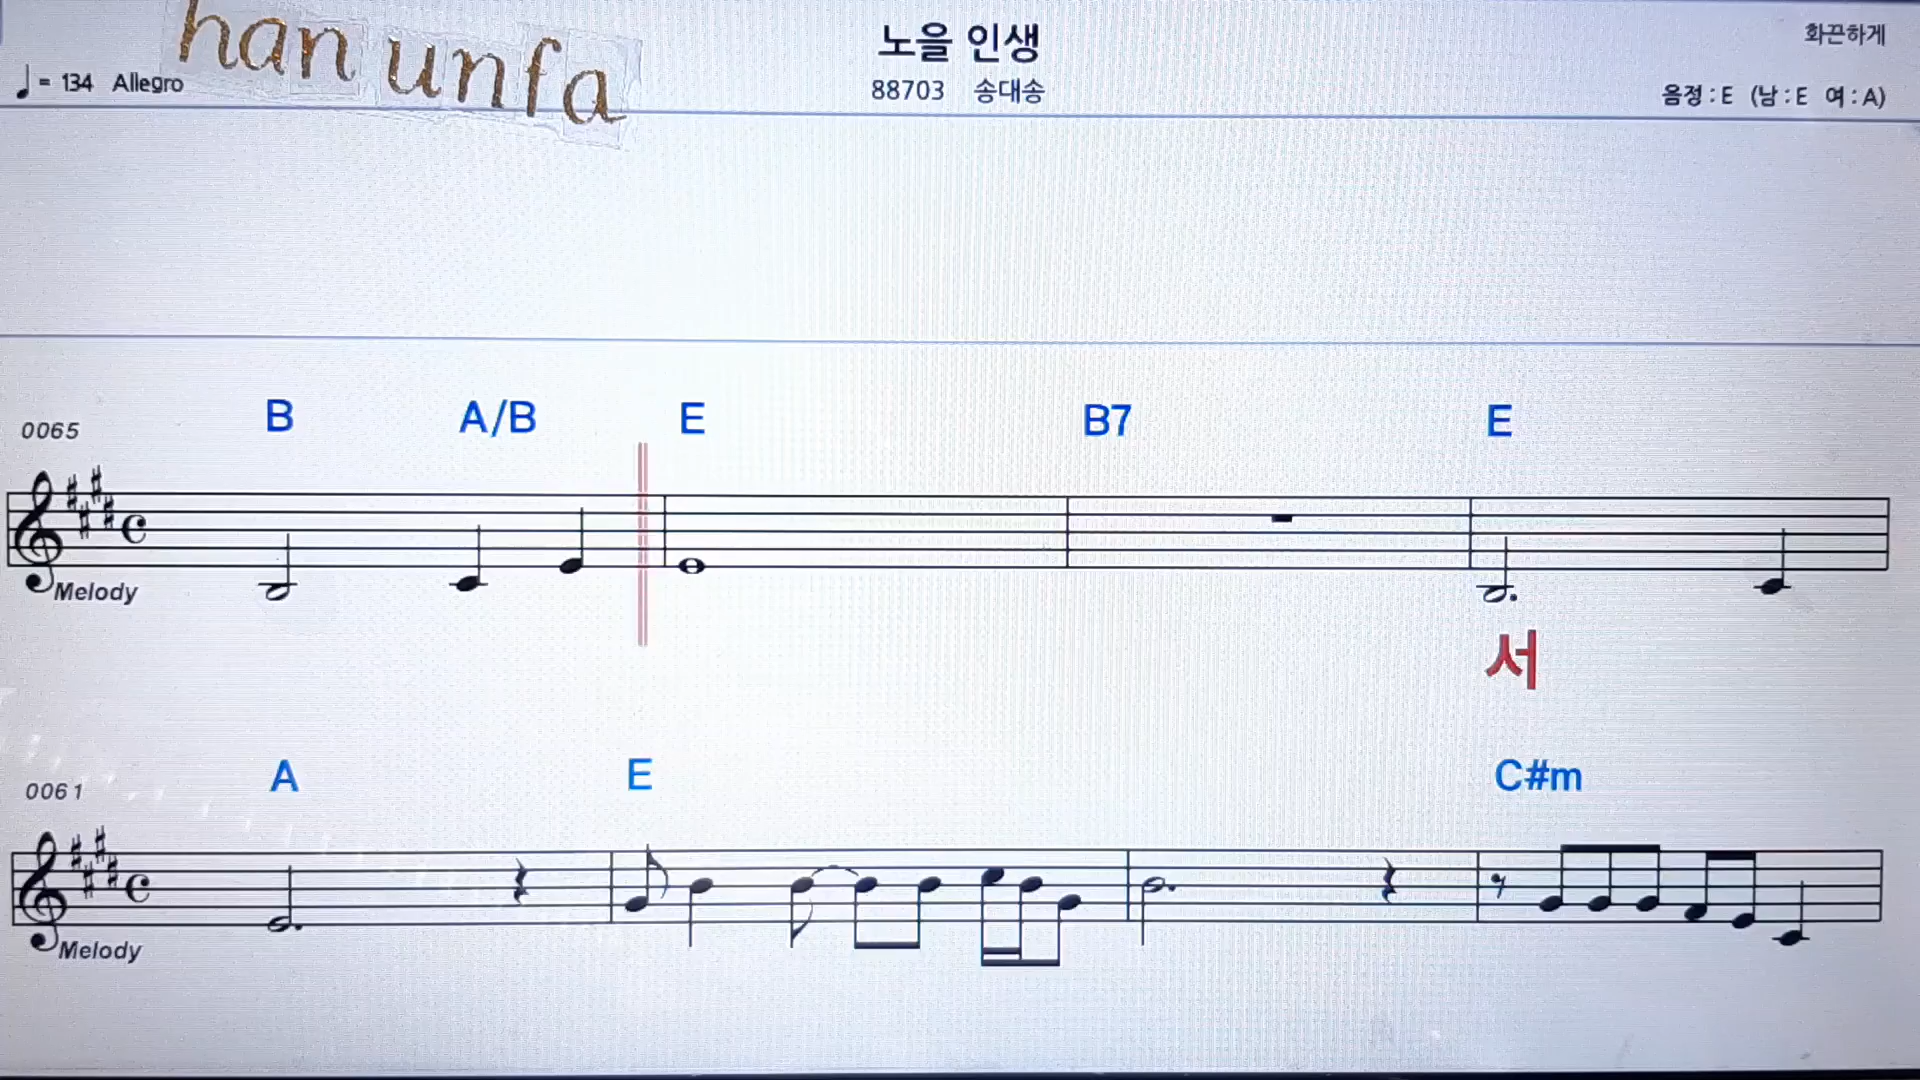 han unfa
노을 인생
화끈하게
♩= 134 Allegro
88703 송대송
음정 : E (남 : E 여 : A)
0065
B A/B E B7 E
Melody
서
0061
A E C#m
Melody